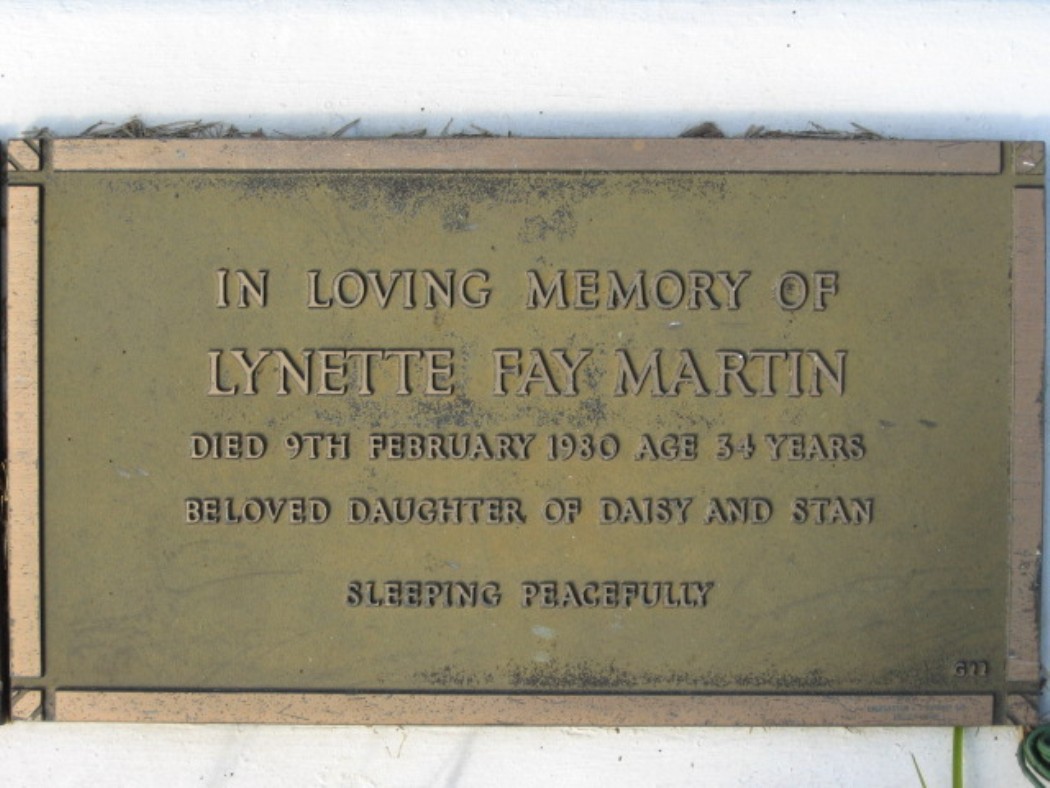 IN LOVING MEMORY OF
LYNETTE FAY MARTIN
DIED 9TH FEBRUARY 1980 AGE 34 YEARS
BELOVED DAUGHTER OF DAISY AND STAN
SLEEPING PEACEFULLY